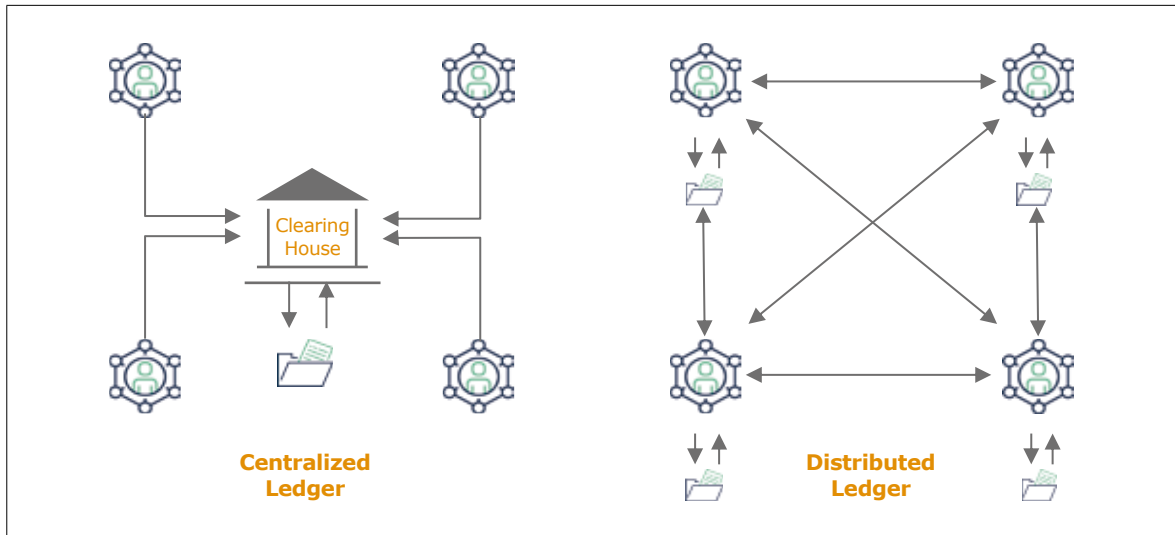 Clearing
House
Centralized
Ledger
Distributed
Ledger